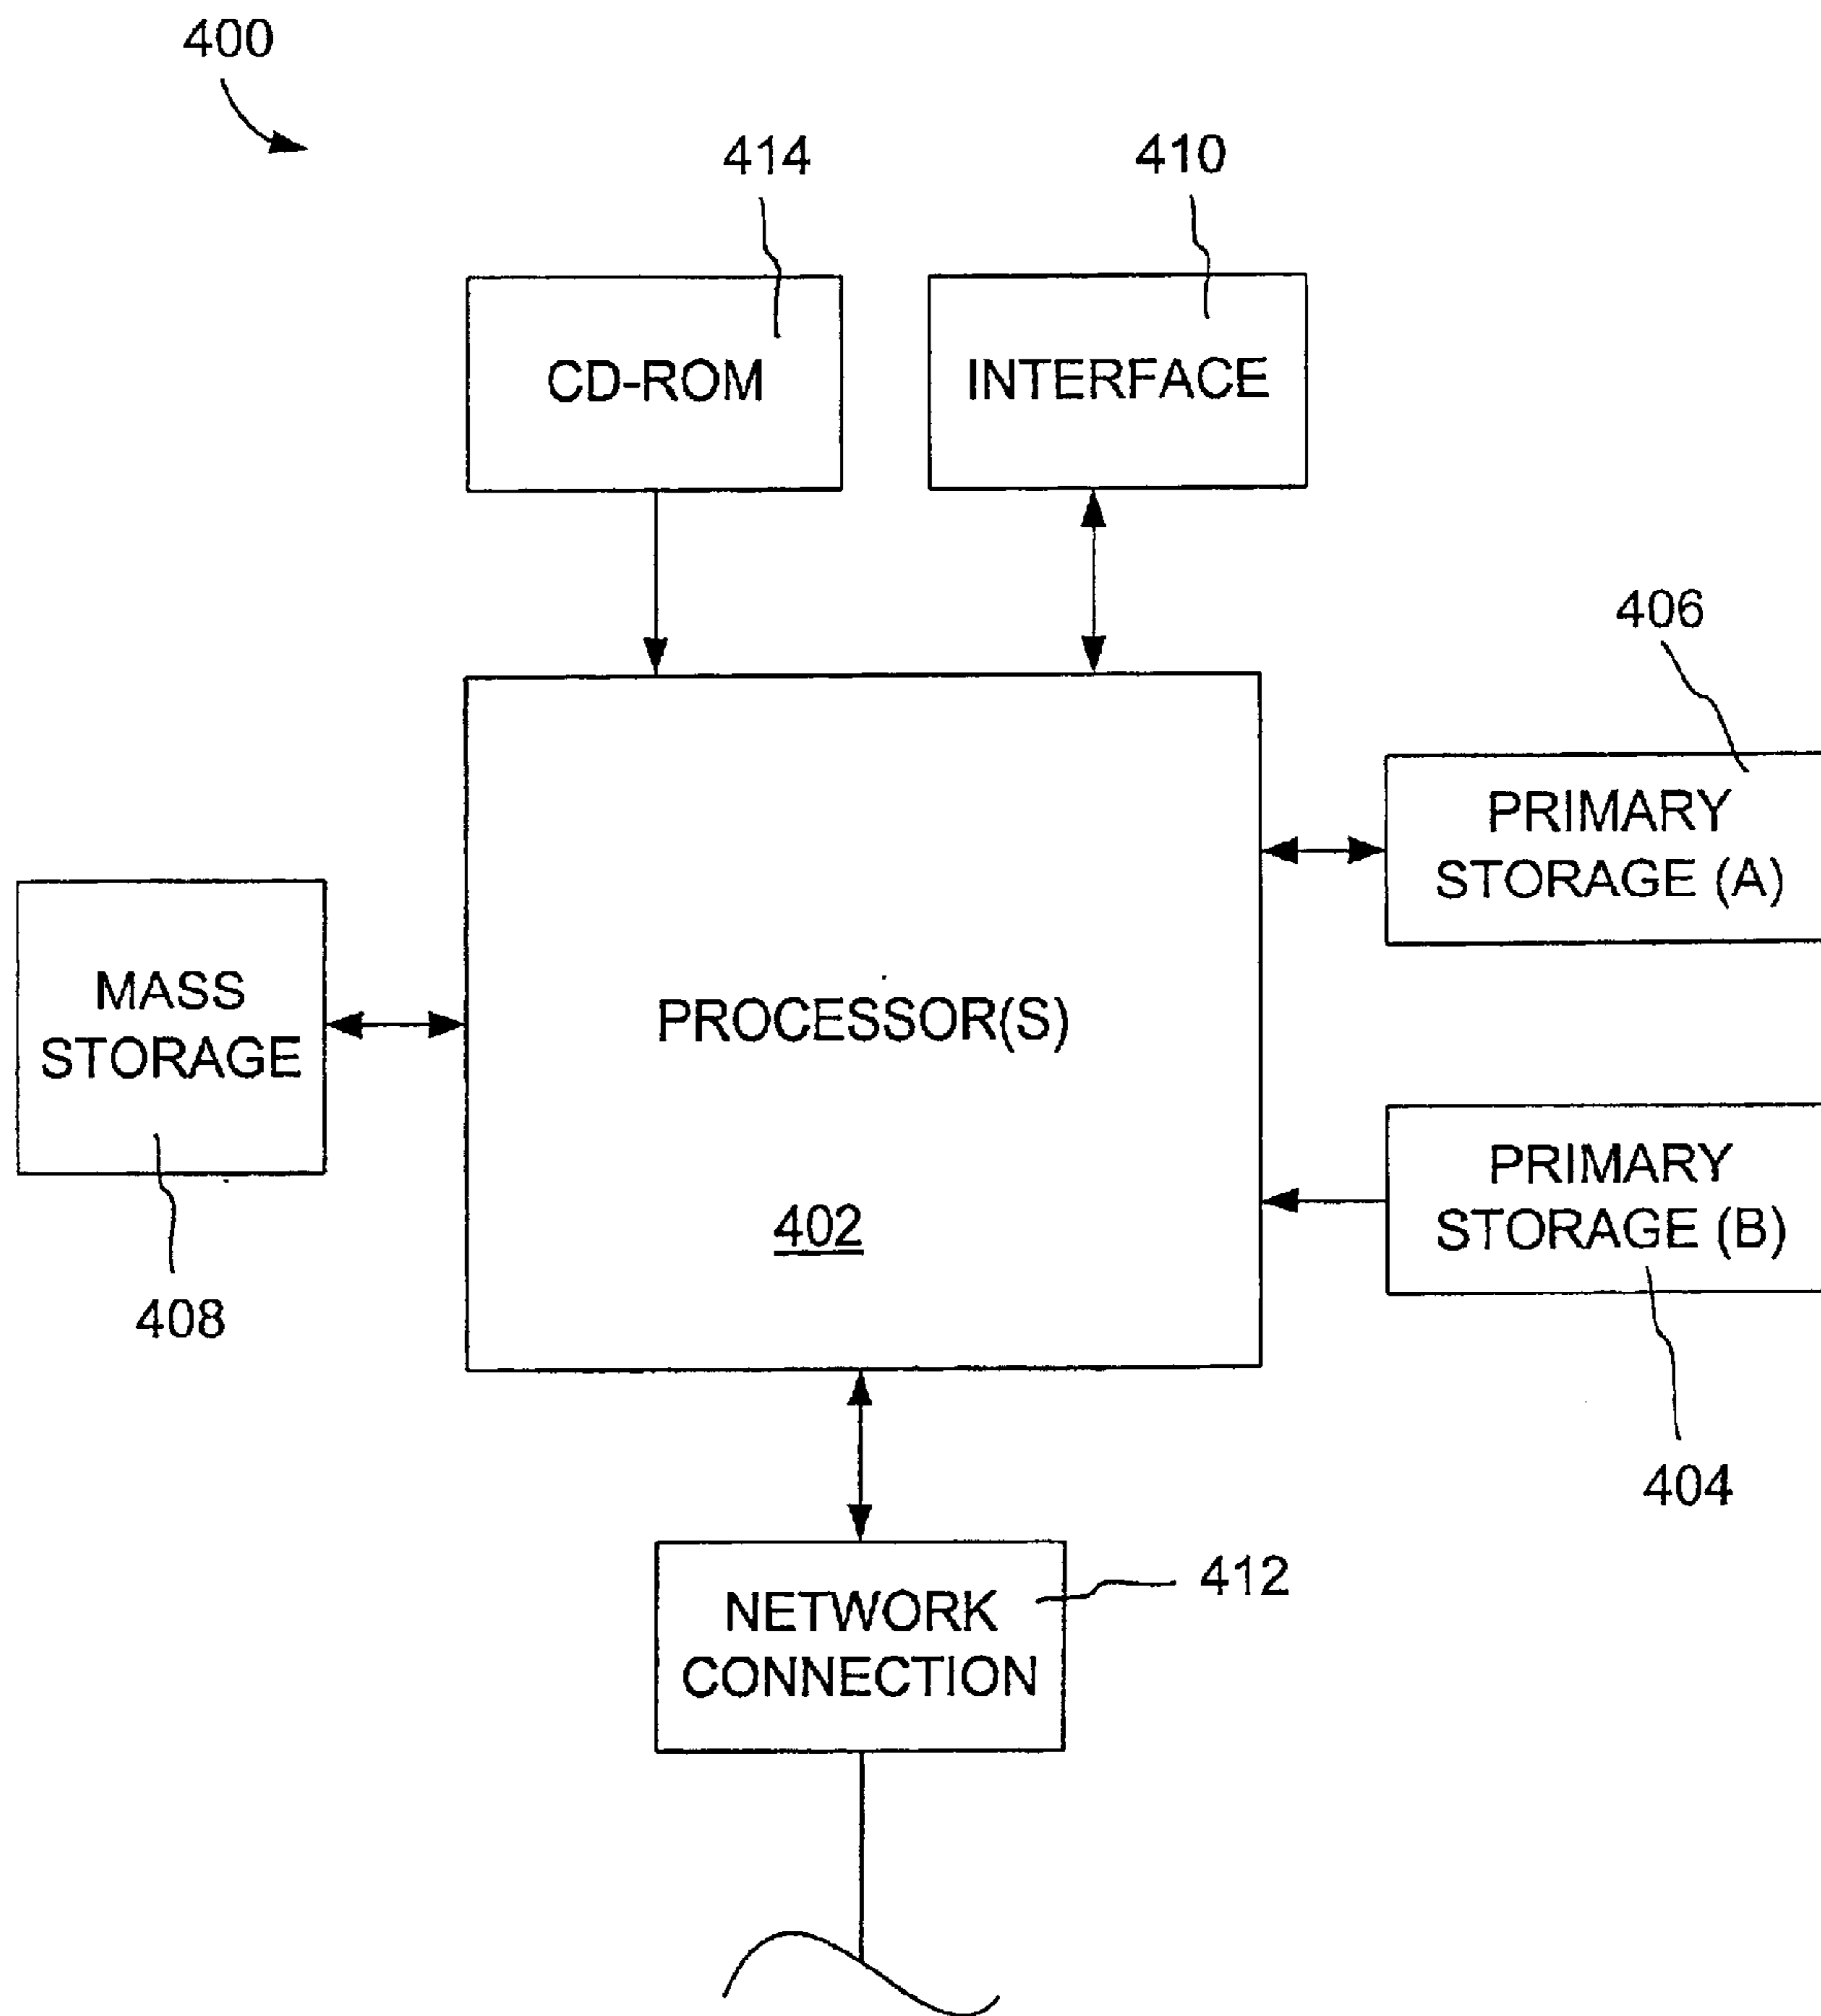 400
414
410
CD-ROM
INTERFACE
406
PRIMARY
STORAGE (A)
MASS
STORAGE
PROCESSOR(S)
402
PRIMARY
STORAGE (B)
408
404
412
NETWORK
CONNECTION